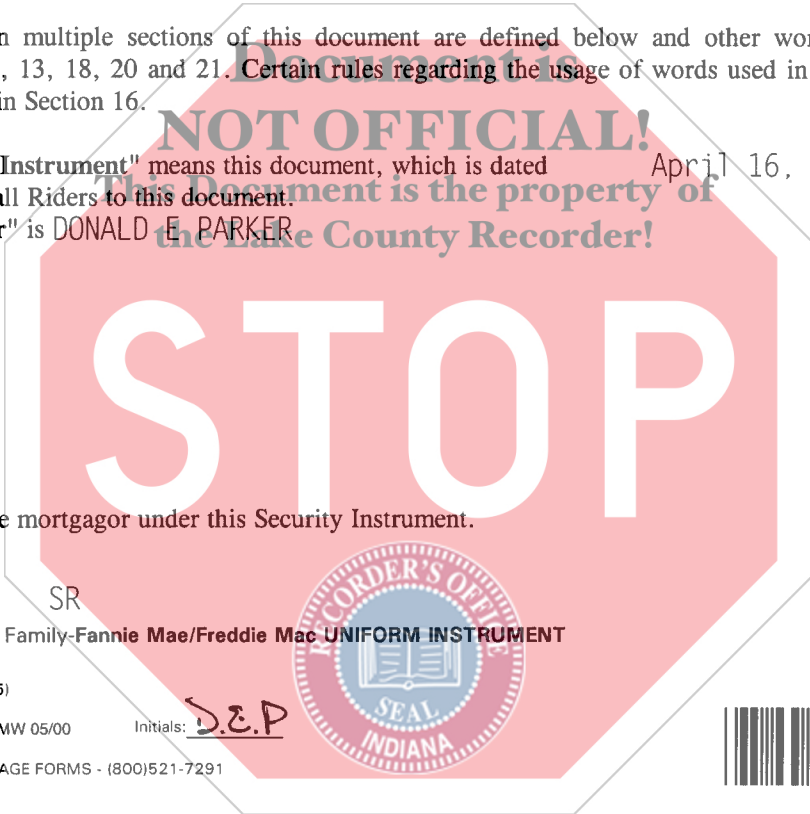 n multiple sections of this document are defined below and other wor
Document is
, 13, 18, 20 and 21. Certain rules regarding the usage of words used in
in Section 16.
NOT OFFICIAL!
Instrument" means this document, which is dated April 16,
This Document is the property of
ll Riders to this document.
r" is DONALD E PARKER
the Lake County Recorder!
STOP
e mortgagor under this Security Instrument.
RECORDER'S OFFICE
SR
Family-Fannie Mae/Freddie Mac UNIFORM INSTRUMENT
5)
MW 05/00 Initials: D.E.P
SEAL
INDIANA
AGE FORMS - (800)521-7291